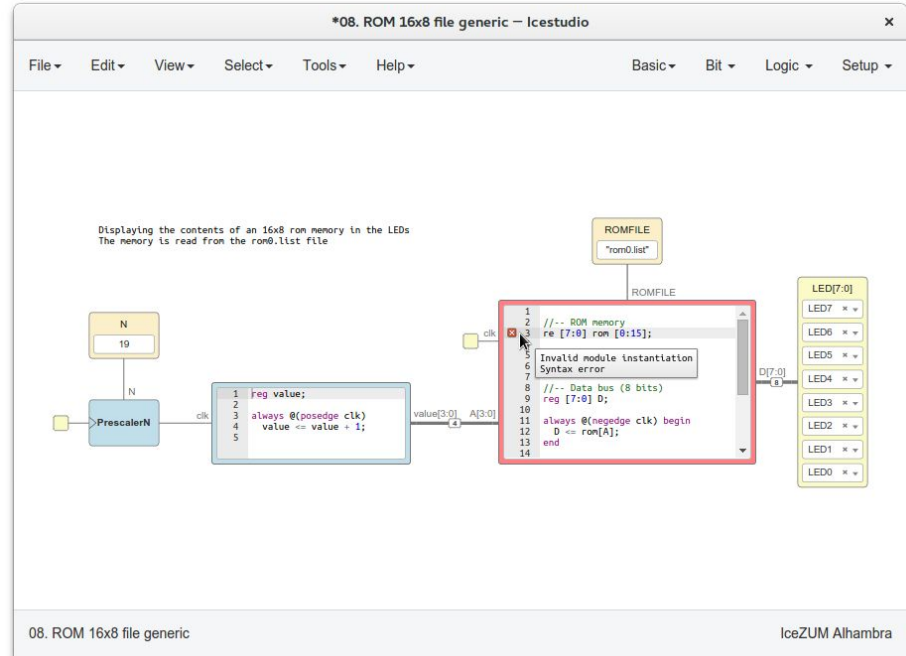 *08. ROM 16x8 file generic — Icestudio
×
File
Edit
View
Select
Tools
Help
Basic
Bit
Logic
Setup
Displaying the contents of an 16x8 rom memory in the LEDs
The memory is read from the rom0.list file
N
19
N
PrescalerN
clk
1 reg value;
2
3 always @(posedge clk)
4 value <= value + 1;
5
value[3:0]
4
A[3:0]
ROMFILE
"rom0.list"
ROMFILE
clk
1
2 //-- ROM memory
3 re [7:0] rom [0:15];
5
6
7
Invalid module instantiation
Syntax error
8 //-- Data bus (8 bits)
9 reg [7:0] D;
10
11 always @(negedge clk) begin
12 D <= rom[A];
13 end
14
D[7:0]
8
LED[7:0]
LED7 ×
LED6 ×
LED5 ×
LED4 ×
LED3 ×
LED2 ×
LED1 ×
LED0 ×
08. ROM 16x8 file generic
IceZUM Alhambra